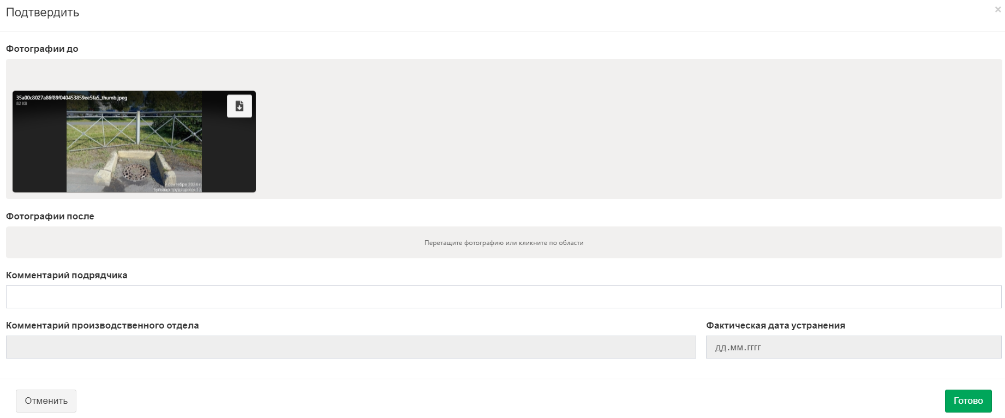 Подтвердить
×
Фотографии до
Фотографии после
Перетащите фотографию или кликните по области
Комментарий подрядчика
Комментарий производственного отдела
Фактическая дата устранения
дд.мм.гггг
Отменить
Готово